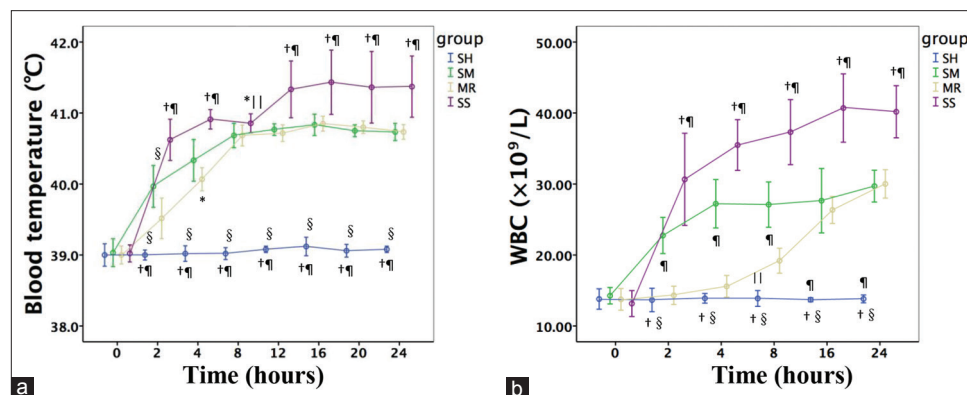 42.0
41.0
40.0
39.0
38.0
Blood temperature (℃)
†¶
†¶
*||
†¶
†¶
†¶
†¶
§
*
§
§
§
§
§
§
§
†¶
†¶
†¶
†¶
†¶
†¶
†¶
group
SH
SM
MR
SS
0 2 4 8 12 16 20 24
Time (hours)
a
50.00
40.00
30.00
20.00
10.00
WBC (×10⁹/L)
†¶
†¶
†¶
†¶
†¶
¶
¶
¶
||
¶
¶
† §
† §
† §
† §
† §
group
SH
SM
MR
SS
0 2 4 8 16 24
Time (hours)
b